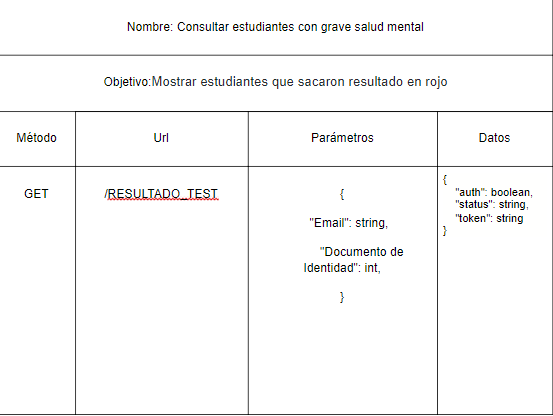 Nombre: Consultar estudiantes con grave salud mental
Objetivo:Mostrar estudiantes que sacaron resultado en rojo
Método
Url
Parámetros
Datos
GET
/RESULTADO_TEST
{
"Email": string,
"Documento de
Identidad": int,
}
{
"auth": boolean,
"status": string,
"token": string
}